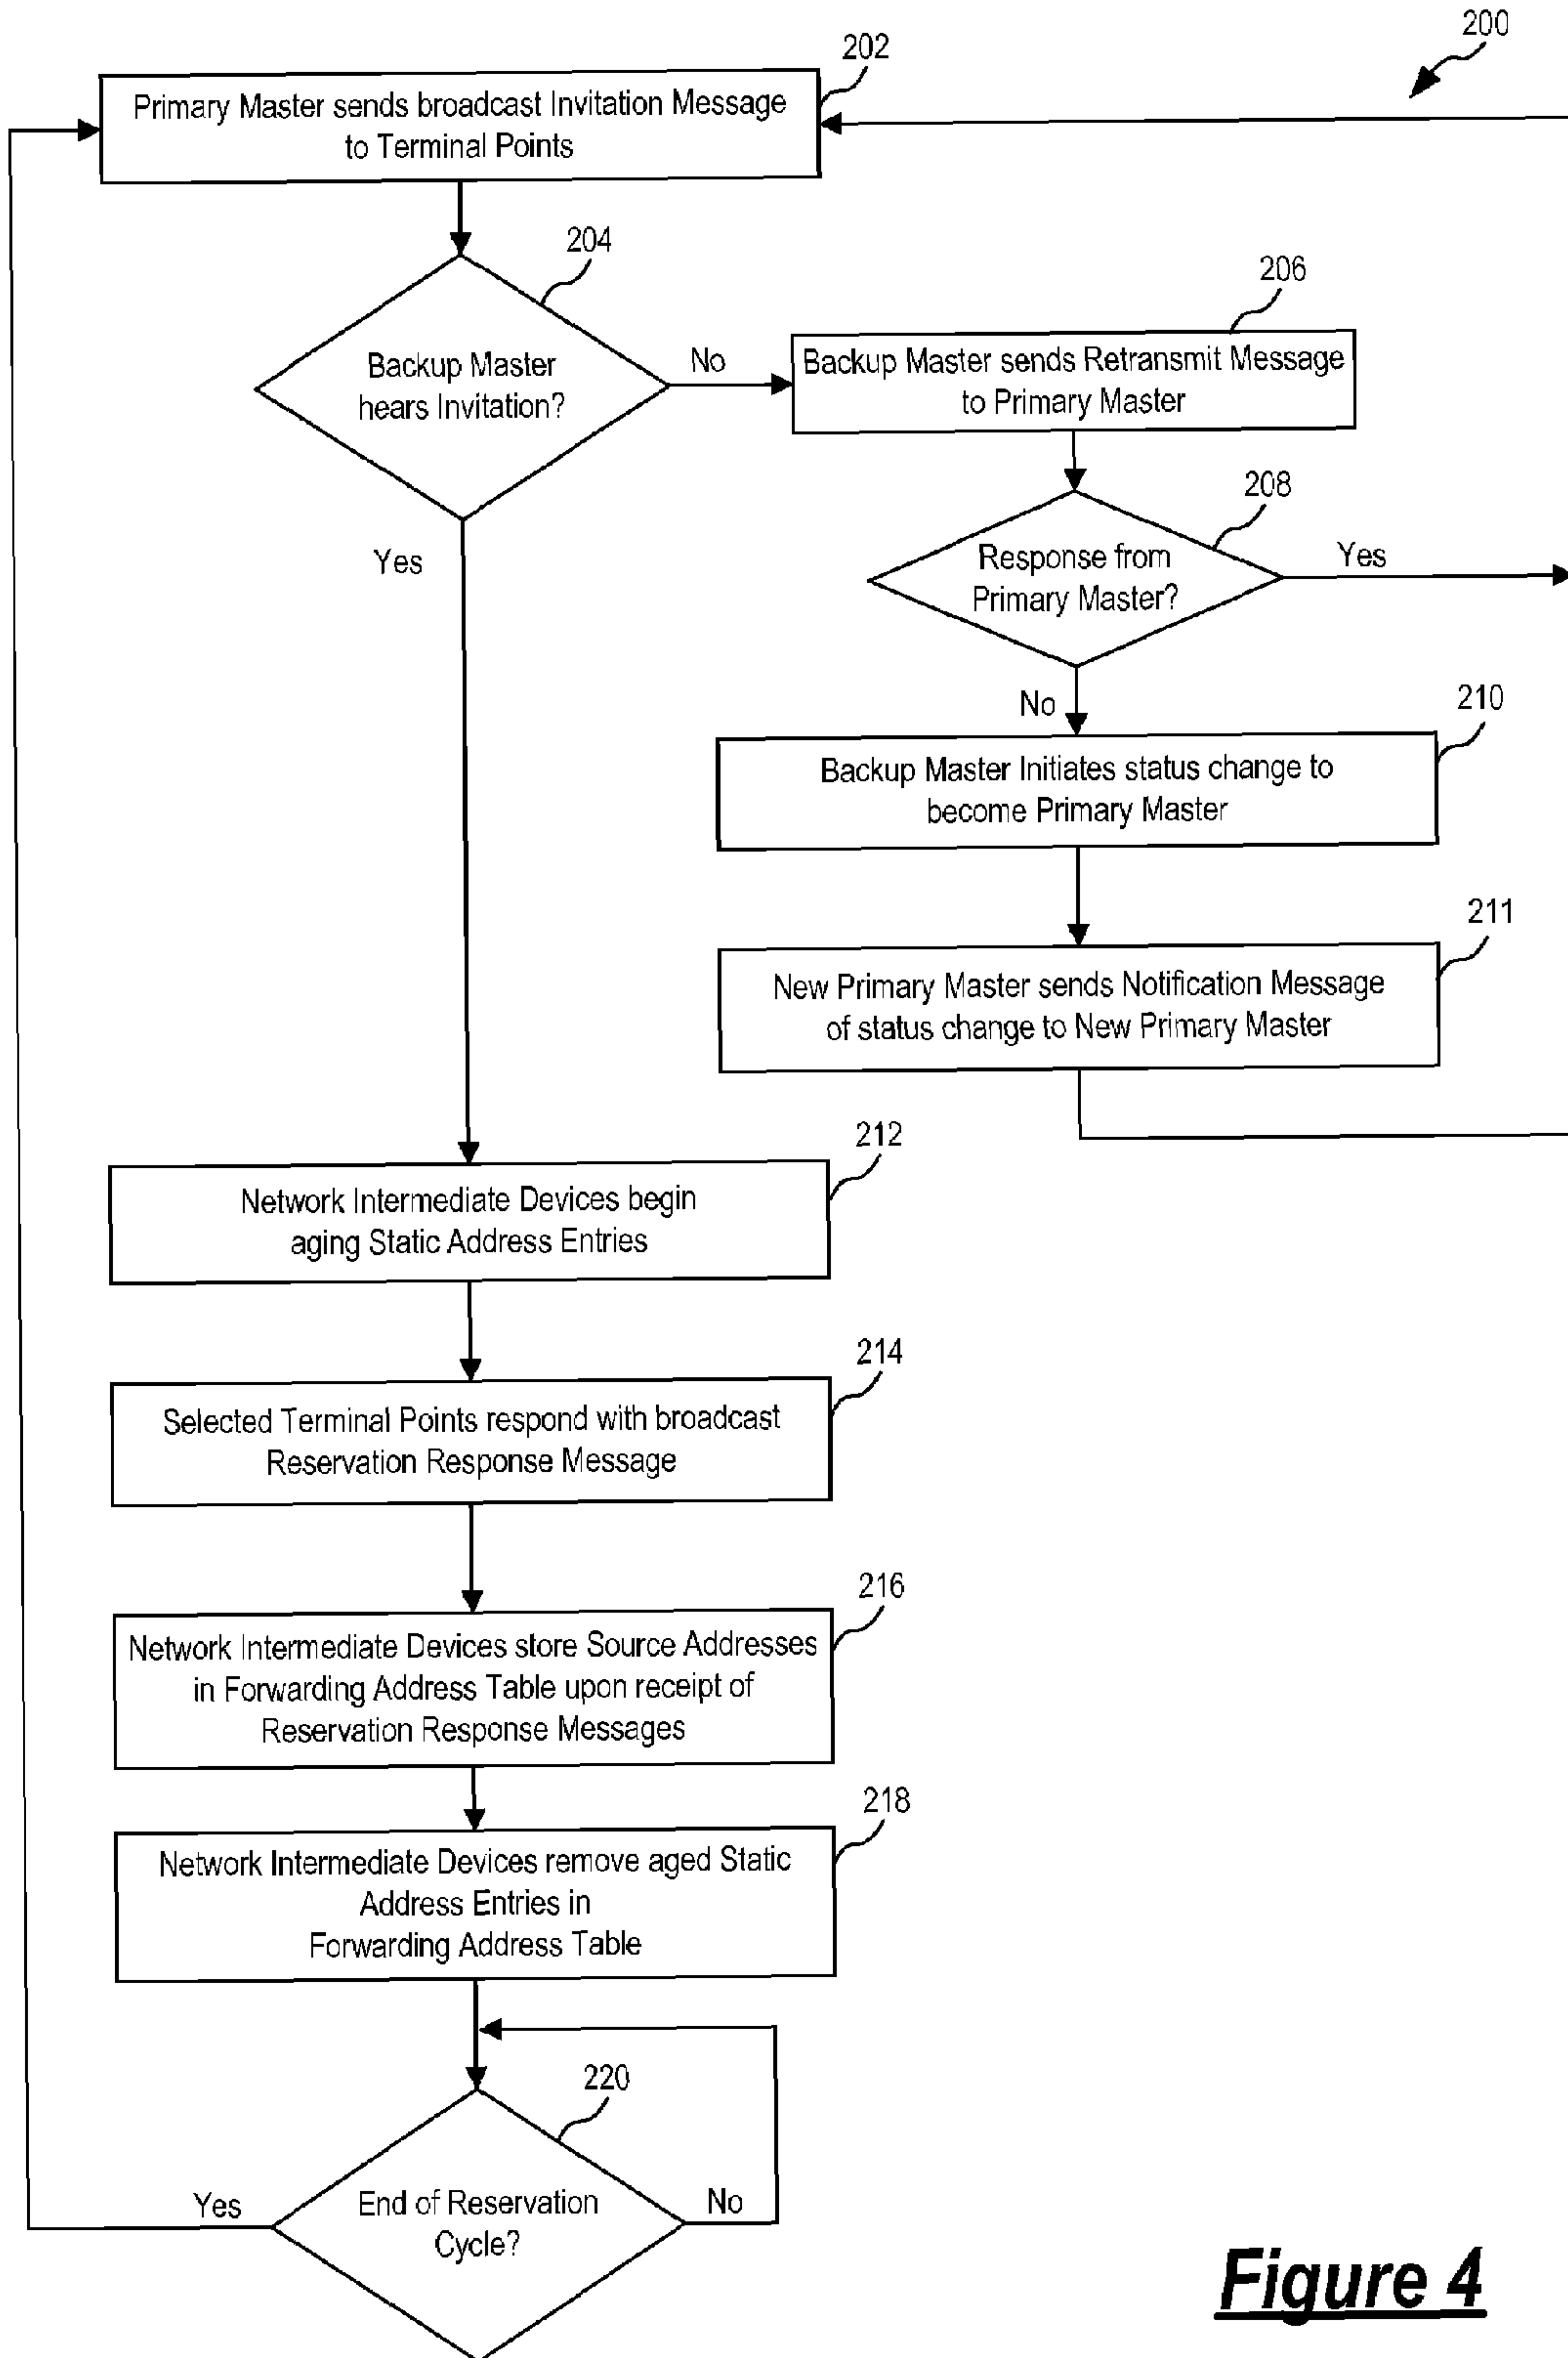 200
202
Primary Master sends broadcast Invitation Message
to Terminal Points
204
Backup Master
hears Invitation?
No
Yes
206
Backup Master sends Retransmit Message
to Primary Master
208
Response from
Primary Master?
Yes
No
210
Backup Master Initiates status change to
become Primary Master
211
New Primary Master sends Notification Message
of status change to New Primary Master
212
Network Intermediate Devices begin
aging Static Address Entries
214
Selected Terminal Points respond with broadcast
Reservation Response Message
216
Network Intermediate Devices store Source Addresses
in Forwarding Address Table upon receipt of
Reservation Response Messages
218
Network Intermediate Devices remove aged Static
Address Entries in
Forwarding Address Table
220
End of Reservation
Cycle?
Yes
No
Figure 4